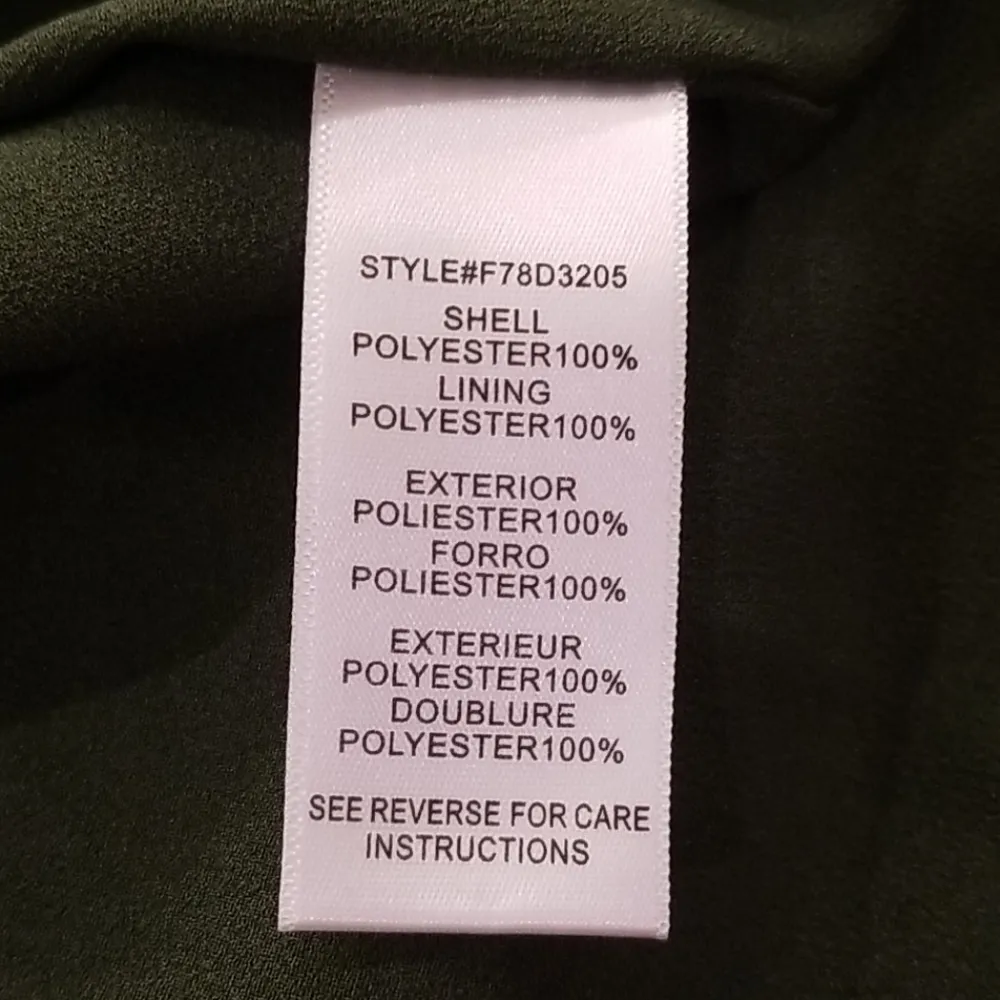 STYLE#F78D3205
SHELL
POLYESTER100%
LINING
POLYESTER100%
EXTERIOR
POLIESTER100%
FORRO
POLIESTER100%
EXTERIEUR
POLYESTER100%
DOUBLURE
POLYESTER100%
SEE REVERSE FOR CARE
INSTRUCTIONS